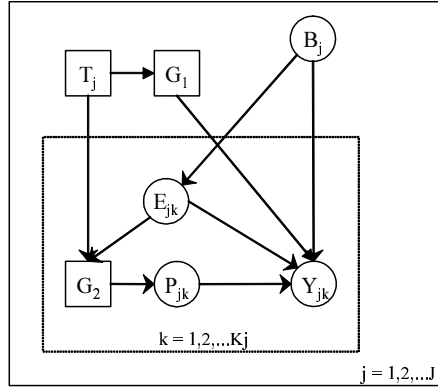 B_j
T_j
G_1
E_jk
G_2
P_jk
Y_jk
k = 1,2,...Kj
j = 1,2,...J